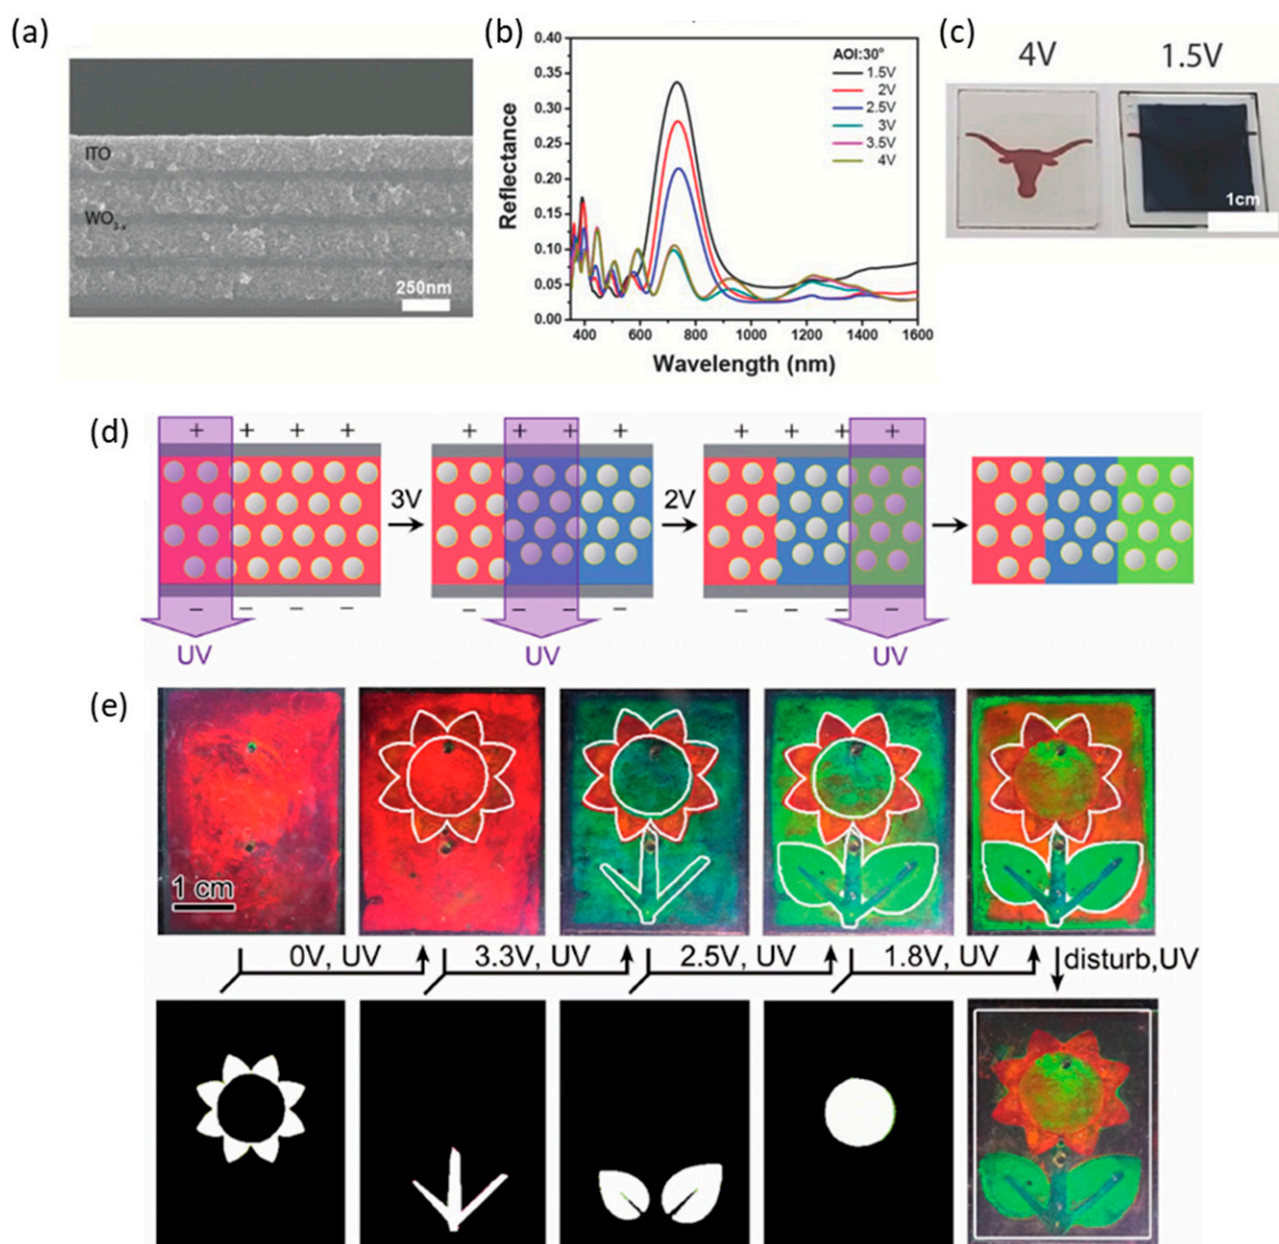 (a)
ITO
WO3-x
250nm
(b)
Reflectance
0.40
0.35
0.30
0.25
0.20
0.15
0.10
0.05
0.00
400 600 800 1000 1200 1400 1600
Wavelength (nm)
AOI:30°
1.5V
2V
2.5V
3V
3.5V
4V
(c)
4V 1.5V
1cm
(d)
+ + + +
+ + + +
+ + + +
3V
2V
− − − −
− − − −
− − − −
UV UV UV
(e)
1 cm
0V, UV 3.3V, UV 2.5V, UV 1.8V, UV disturb,UV